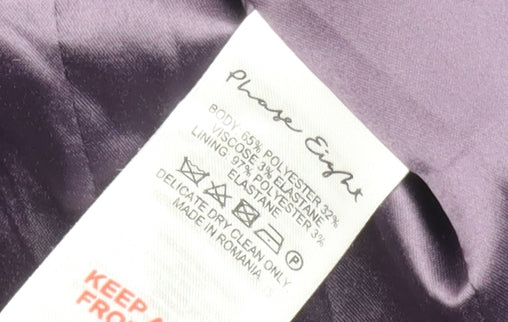 Phase Eight
BODY: 65% POLYESTER 32%
VISCOSE 3% ELASTANE
LINING: 97% POLYESTER 3%
ELASTANE
P
DELICATE DRY CLEAN ONLY
MADE IN ROMANIA
KEEP
FRO